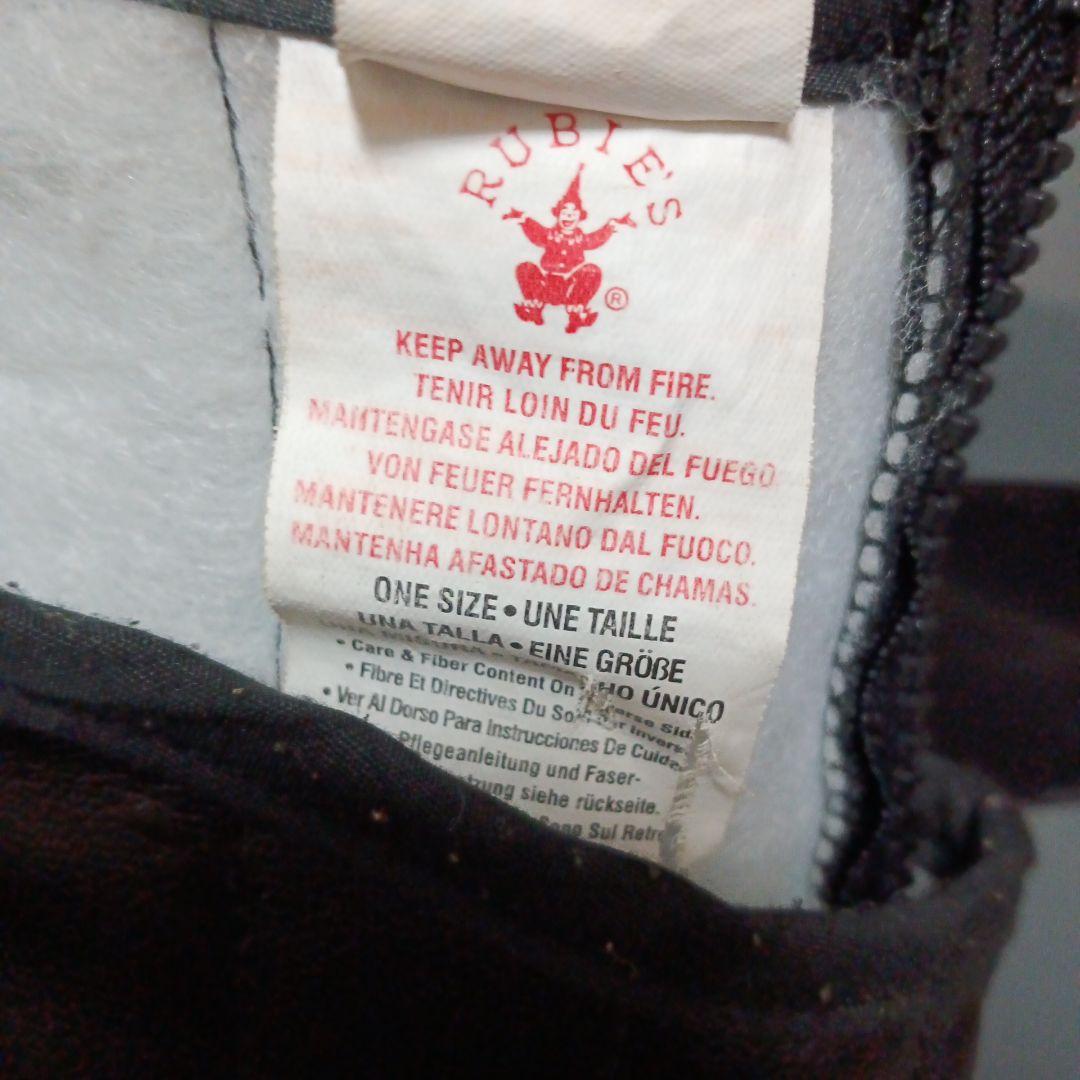 RUBIE'S
®
KEEP AWAY FROM FIRE.
TENIR LOIN DU FEU.
MANTENGASE ALEJADO DEL FUEGO
VON FEUER FERNHALTEN.
MANTENERE LONTANO DAL FUOCO.
MANTENHA AFASTADO DE CHAMAS.
ONE SIZE • UNE TAILLE
UNA TALLA • EINE GRÖßE
HO ÚNICO
• Care & Fiber Content On
• Fibre Et Directives Du
• Ver Al Dorso Para Instrucciones De
Pflegeanleitung und Faser-
siehe rückseite.
Sul